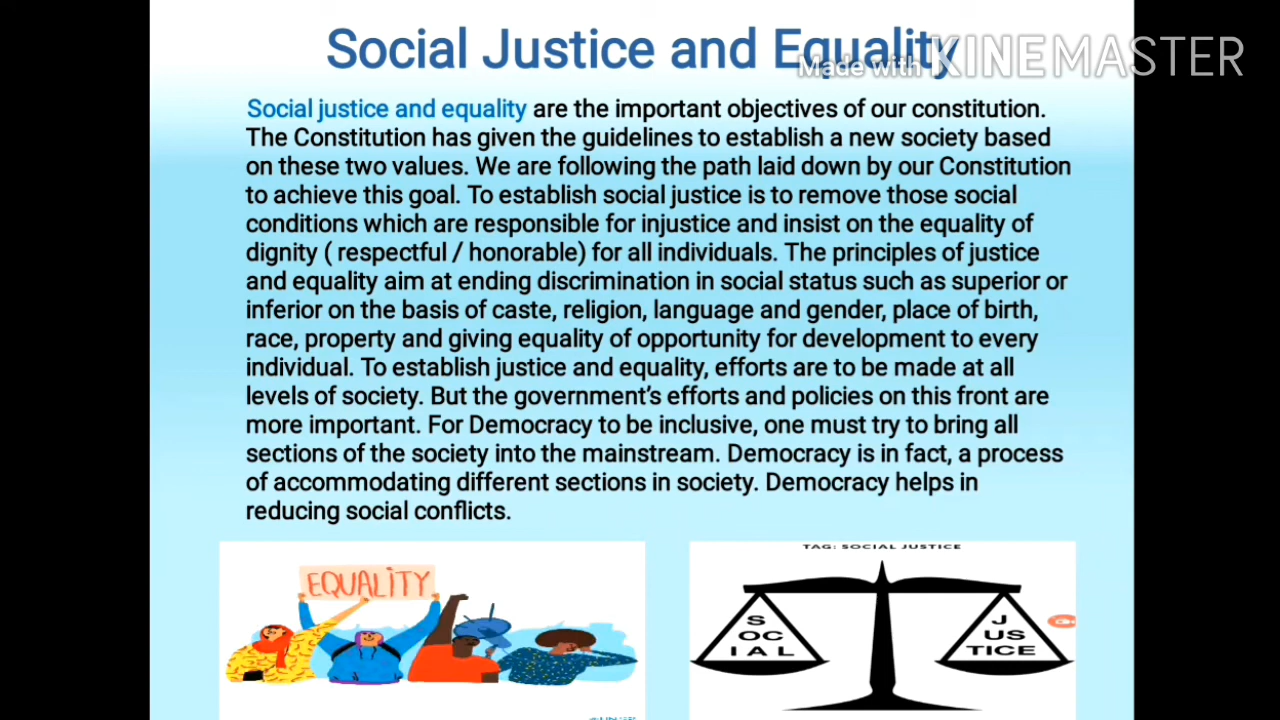 Social Justice and Equality
Made with KINEMASTER
Social justice and equality are the important objectives of our constitution.
The Constitution has given the guidelines to establish a new society based
on these two values. We are following the path laid down by our Constitution
to achieve this goal. To establish social justice is to remove those social
conditions which are responsible for injustice and insist on the equality of
dignity ( respectful / honorable) for all individuals. The principles of justice
and equality aim at ending discrimination in social status such as superior or
inferior on the basis of caste, religion, language and gender, place of birth,
race, property and giving equality of opportunity for development to every
individual. To establish justice and equality, efforts are to be made at all
levels of society. But the government’s efforts and policies on this front are
more important. For Democracy to be inclusive, one must try to bring all
sections of the society into the mainstream. Democracy is in fact, a process
of accommodating different sections in society. Democracy helps in
reducing social conflicts.
EQUALITY
TAG: SOCIAL JUSTICE
S
OC
I A L
J
US
TICE